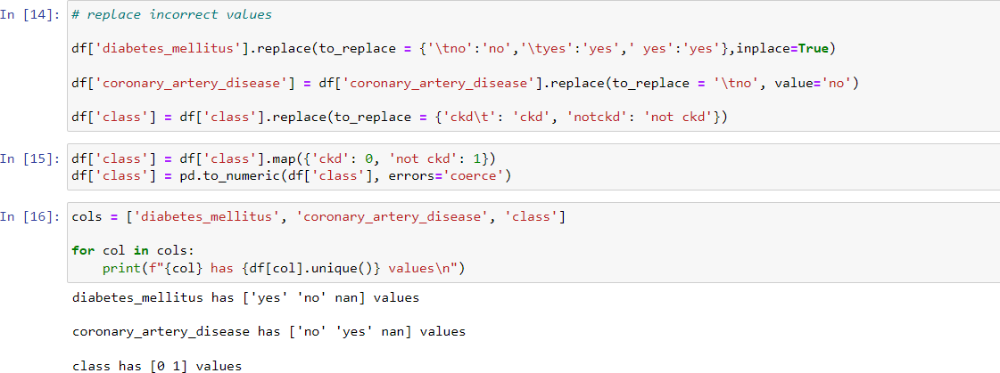 In [14]: # replace incorrect values
df['diabetes_mellitus'].replace(to_replace = {'\tno':'no','\tyes':'yes',' yes':'yes'},inplace=True)
df['coronary_artery_disease'] = df['coronary_artery_disease'].replace(to_replace = '\tno', value='no')
df['class'] = df['class'].replace(to_replace = {'ckd\t': 'ckd', 'notckd': 'not ckd'})
In [15]: df['class'] = df['class'].map({'ckd': 0, 'not ckd': 1})
df['class'] = pd.to_numeric(df['class'], errors='coerce')
In [16]: cols = ['diabetes_mellitus', 'coronary_artery_disease', 'class']
for col in cols:
    print(f"{col} has {df[col].unique()} values\n")
diabetes_mellitus has ['yes' 'no' nan] values
coronary_artery_disease has ['no' 'yes' nan] values
class has [0 1] values